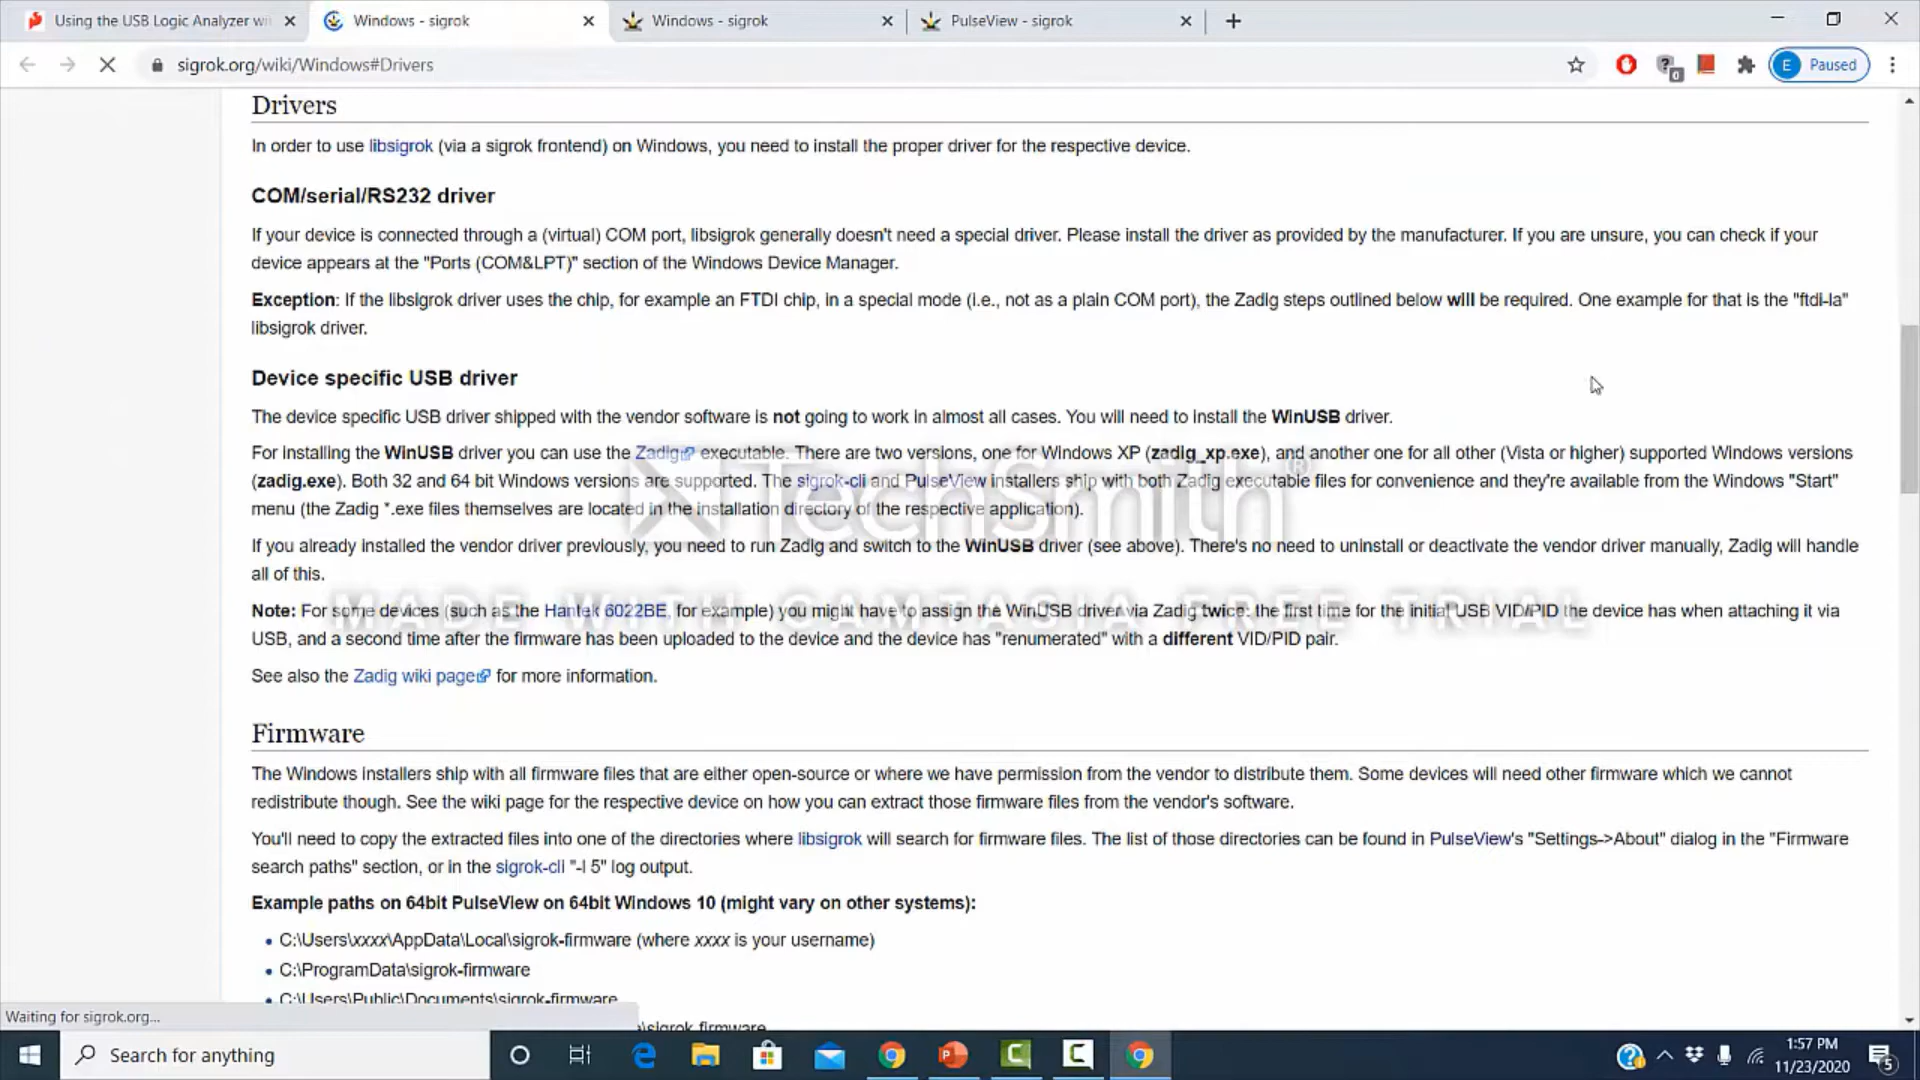 Using the USB Logic Analyzer wi
Windows - sigrok
Windows - sigrok
PulseView - sigrok
sigrok.org/wiki/Windows#Drivers
0
E
Paused
Drivers
In order to use libsigrok (via a sigrok frontend) on Windows, you need to install the proper driver for the respective device.
COM/serial/RS232 driver
If your device is connected through a (virtual) COM port, libsigrok generally doesn't need a special driver. Please install the driver as provided by the manufacturer. If you are unsure, you can check if your
device appears at the "Ports (COM&LPT)" section of the Windows Device Manager.
Exception: If the libsigrok driver uses the chip, for example an FTDI chip, in a special mode (i.e., not as a plain COM port), the Zadig steps outlined below will be required. One example for that is the "ftdi-la"
libsigrok driver.
Device specific USB driver
The device specific USB driver shipped with the vendor software is not going to work in almost all cases. You will need to install the WinUSB driver.
For installing the WinUSB driver you can use the Zadig executable. There are two versions, one for Windows XP (zadig_xp.exe), and another one for all other (Vista or higher) supported Windows versions
(zadig.exe). Both 32 and 64 bit Windows versions are supported. The sigrok-cli and PulseView installers ship with both Zadig executable files for convenience and they're available from the Windows "Start"
menu (the Zadig *.exe files themselves are located in the installation directory of the respective application).
TechSmith®
If you already installed the vendor driver previously, you need to run Zadig and switch to the WinUSB driver (see above). There's no need to uninstall or deactivate the vendor driver manually, Zadig will handle
all of this.
MADE WITH CAMTASIA FREE TRIAL
Note: For some devices (such as the Hantek 6022BE, for example) you might have to assign the WinUSB driver via Zadig twice: the first time for the initial USB VID/PID the device has when attaching it via
USB, and a second time after the firmware has been uploaded to the device and the device has "renumerated" with a different VID/PID pair.
See also the Zadig wiki page for more information.
Firmware
The Windows installers ship with all firmware files that are either open-source or where we have permission from the vendor to distribute them. Some devices will need other firmware which we cannot
redistribute though. See the wiki page for the respective device on how you can extract those firmware files from the vendor's software.
You'll need to copy the extracted files into one of the directories where libsigrok will search for firmware files. The list of those directories can be found in PulseView's "Settings->About" dialog in the "Firmware
search paths" section, or in the sigrok-cli "-l 5" log output.
Example paths on 64bit PulseView on 64bit Windows 10 (might vary on other systems):
• C:\Users\xxxx\AppData\Local\sigrok-firmware (where xxxx is your username)
• C:\ProgramData\sigrok-firmware
• C:\Users\Public\Documents\sigrok-firmware
\sigrok-firmware
Waiting for sigrok.org...
Search for anything
1:57 PM
11/23/2020
5